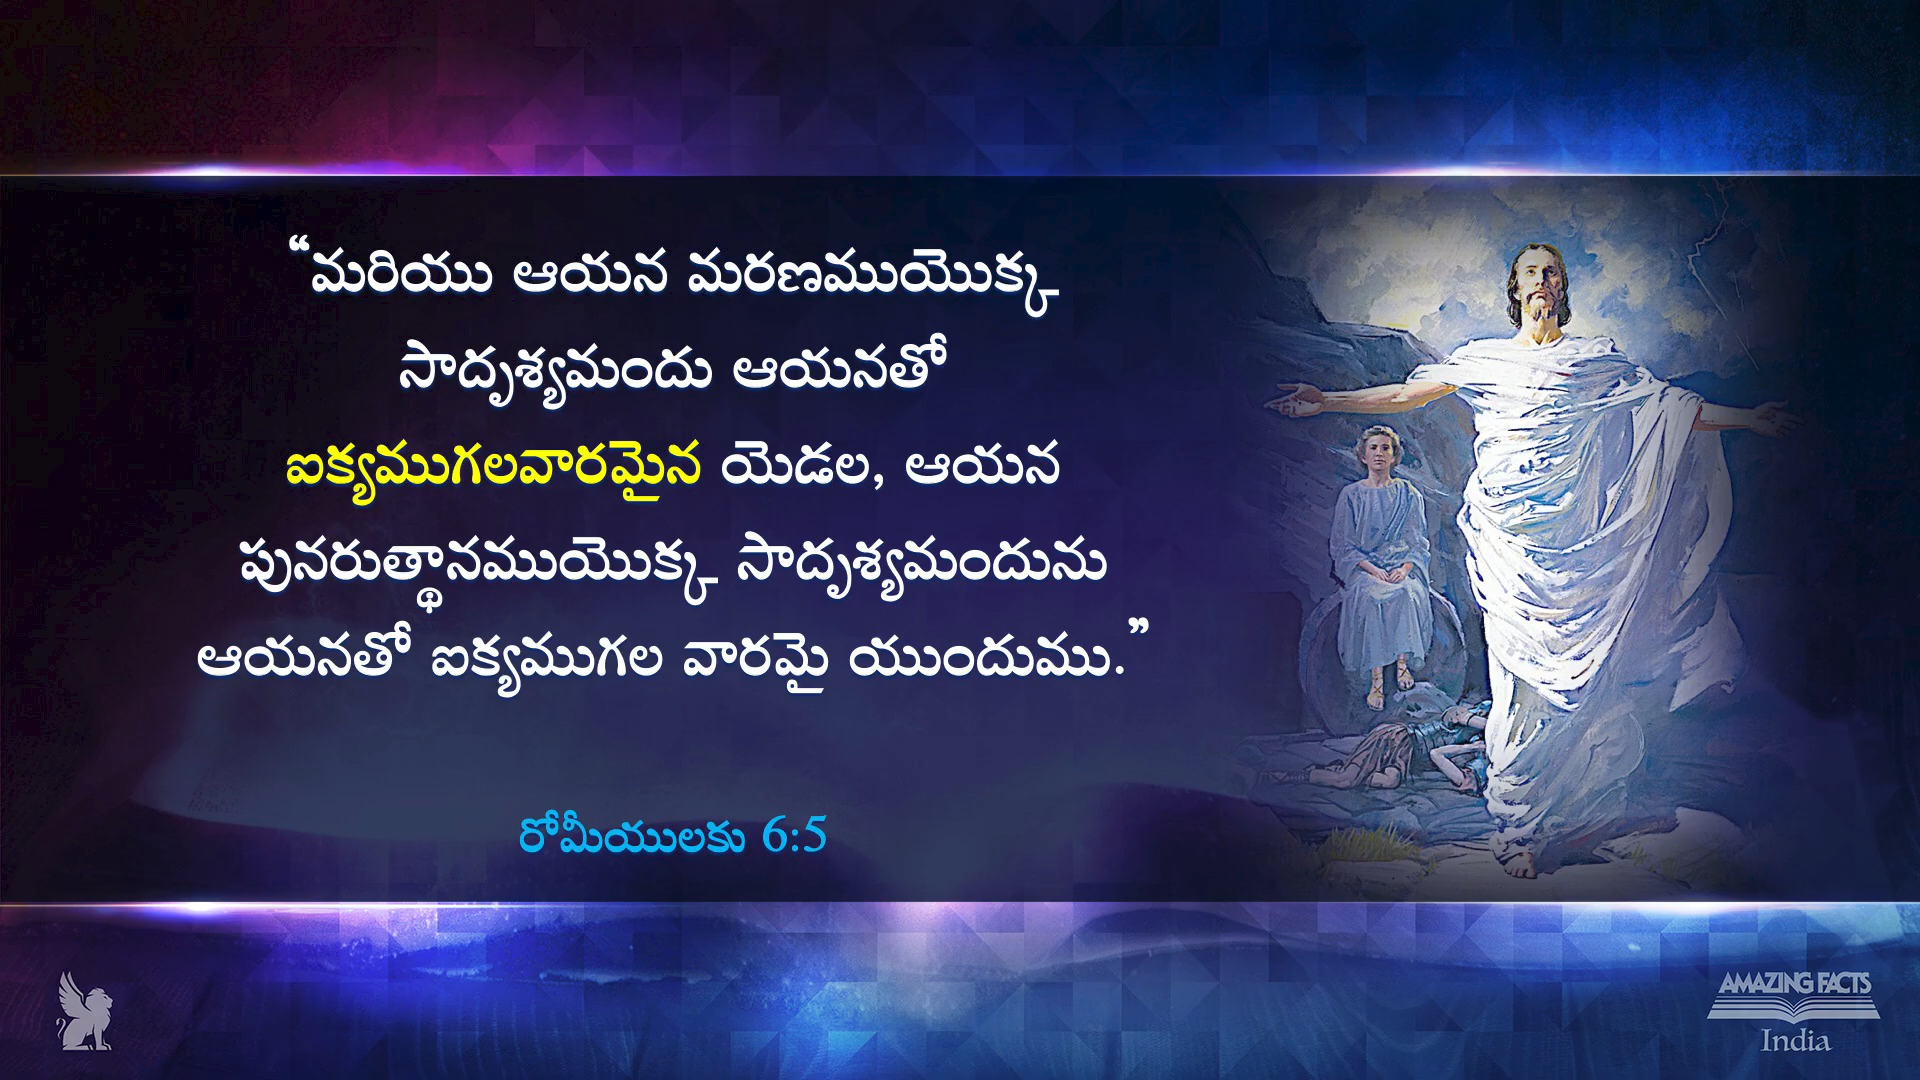 “మరియు ఆయన మరణముయొక్క
సాదృశ్యమందు ఆయనతో
ఐక్యముగలవారమైన యెడల, ఆయన
పునరుత్థానముయొక్క సాదృశ్యమందును
ఆయనతో ఐక్యముగల వారమై యుందుము.”
రోమీయులకు 6:5
AMAZING FACTS
India